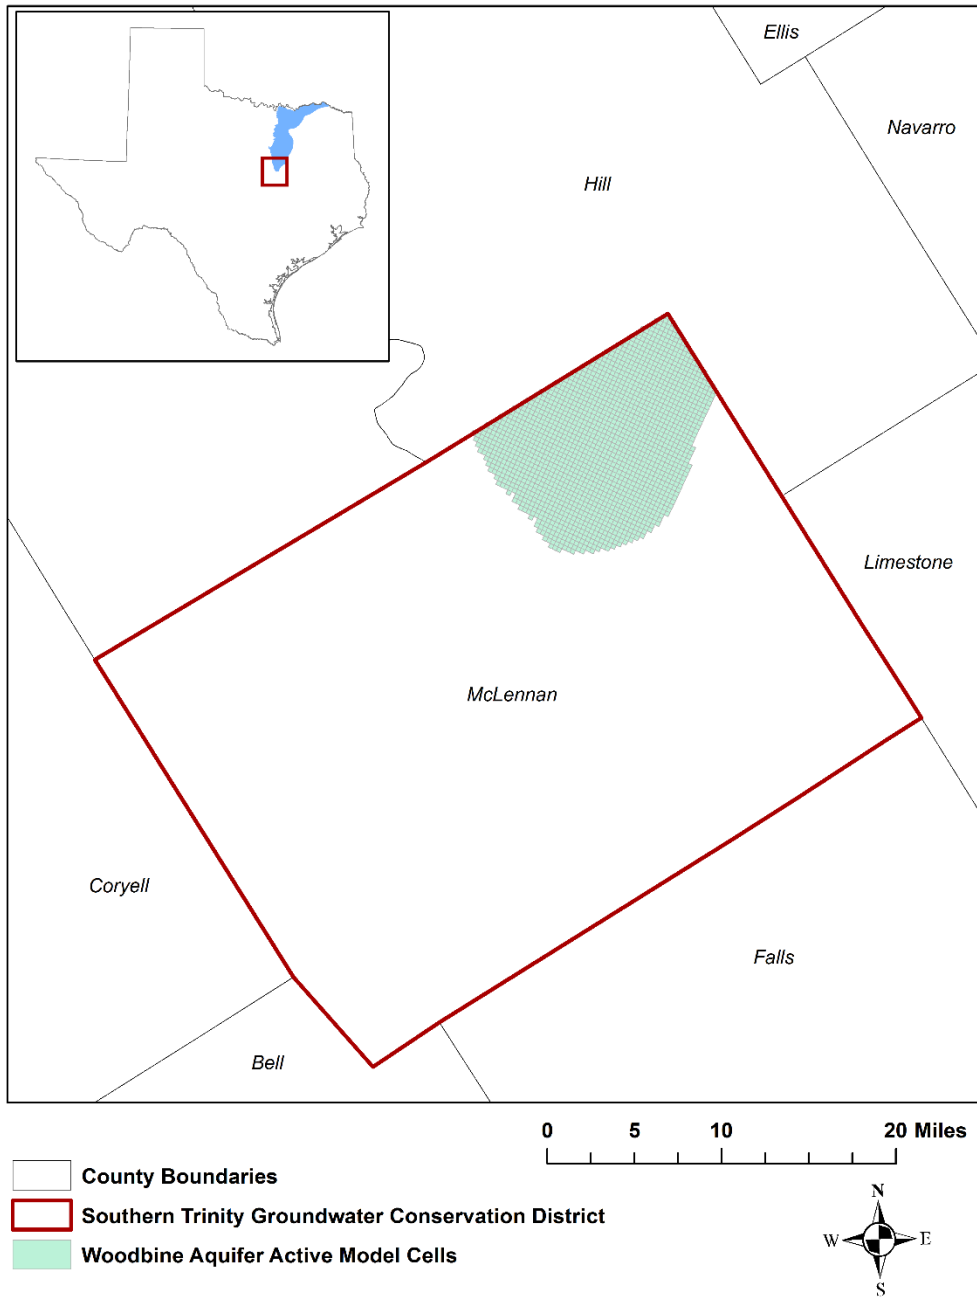 Ellis
Navarro
Hill
Limestone
McLennan
Coryell
Falls
Bell
0 5 10 20 Miles
County Boundaries
Southern Trinity Groundwater Conservation District
Woodbine Aquifer Active Model Cells
N
W E
S